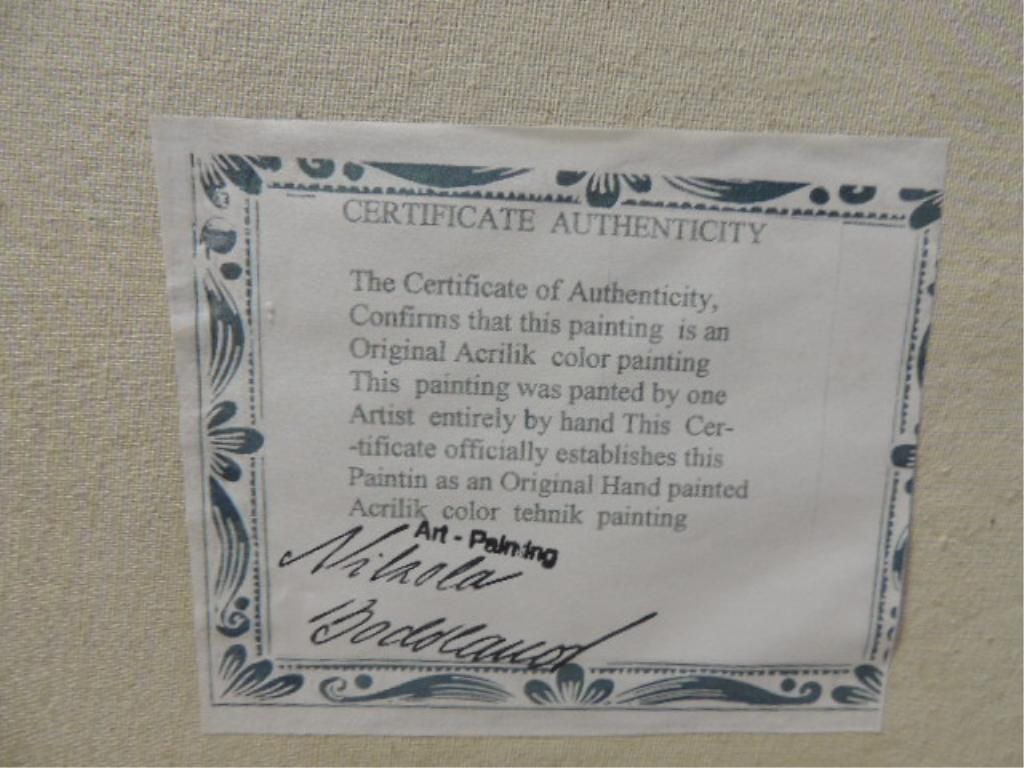 CERTIFICATE AUTHENTICITY
The Certificate of Authenticity,
Confirms that this painting is an
Original Acrilik color painting
This painting was panted by one
Artist entirely by hand This Cer-
-tificate officially establishes this
Paintin as an Original Hand painted
Acrilik color tehnik painting
Art - Painting
Nikola